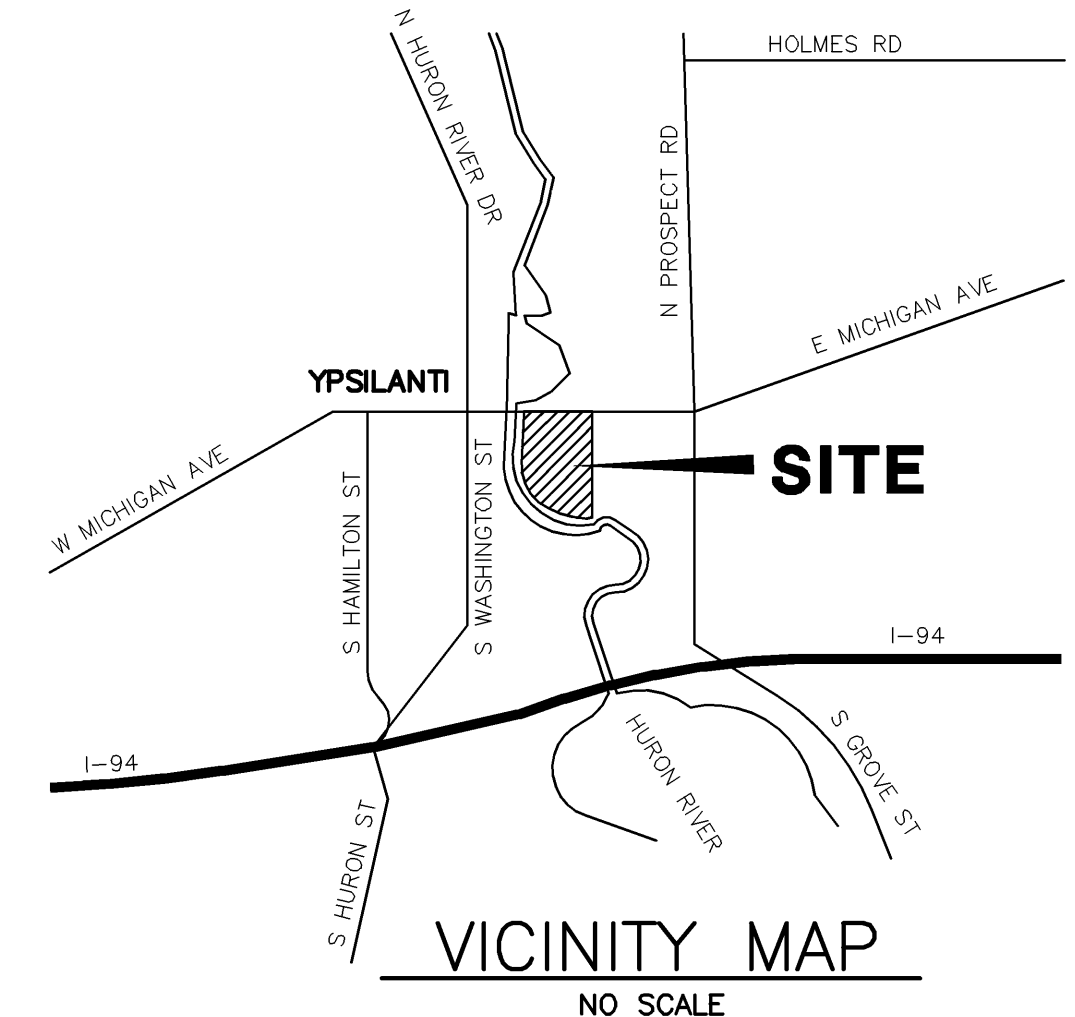 N HURON RIVER DR
HOLMES RD
N PROSPECT RD
E MICHIGAN AVE
YPSILANTI
W MICHIGAN AVE
S HAMILTON ST
S WASHINGTON ST
SITE
I-94
I-94
HURON RIVER
S GROVE ST
S HURON ST
VICINITY MAP
NO SCALE